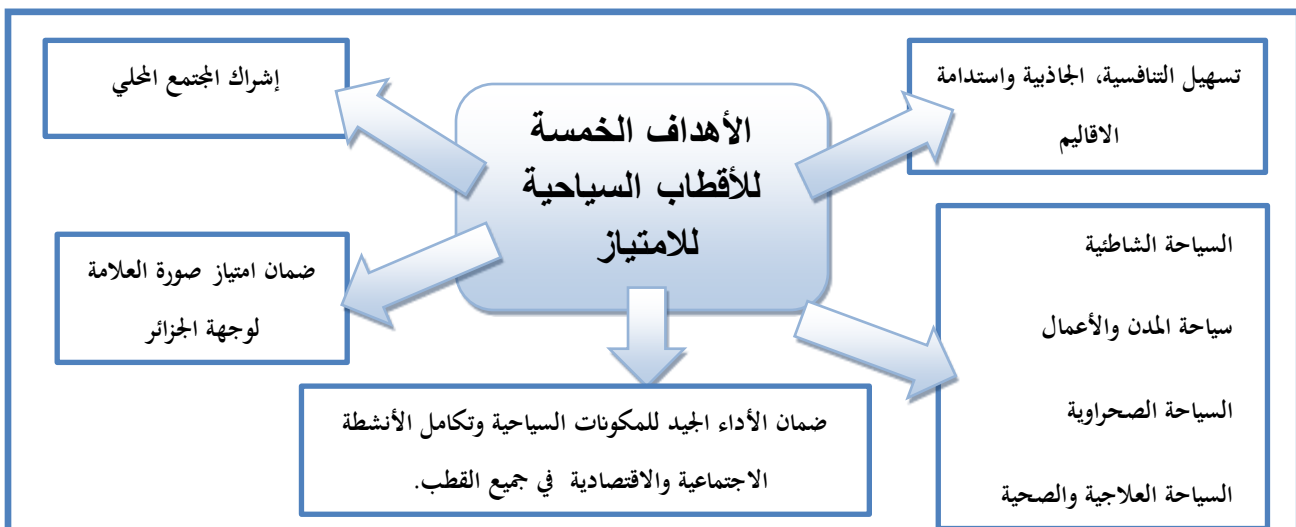 الأهداف الخمسة
للأقطاب السياحية
للامتياز
تسهيل التنافسية، الجاذبية واستدامة
الاقاليم
إشراك المجتمع المحلي
السياحة الشاطئية
سياحة المدن والأعمال
السياحة الصحراوية
السياحة العلاجية والصحية
ضمان امتياز صورة العلامة
لوجهة الجزائر
ضمان الأداء الجيد للمكونات السياحية وتكامل الأنشطة
الاجتماعية والاقتصادية في جميع القطب.